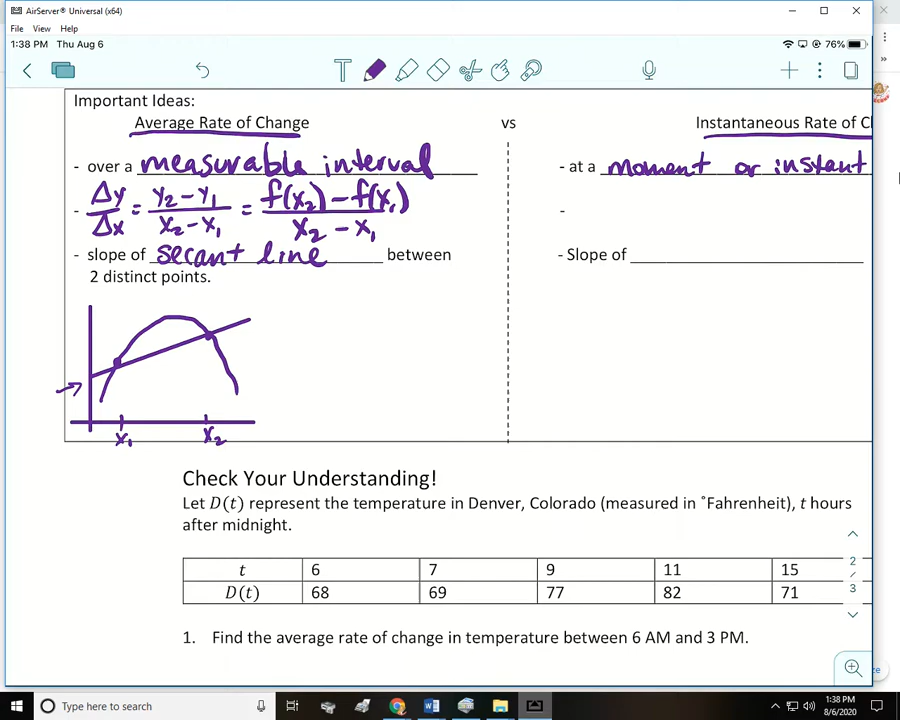 AirServer® Universal (x64)
File View Help
1:38 PM Thu Aug 6
76%
T
Important Ideas:
Average Rate of Change vs Instantaneous Rate of C
- over a measurable interval - at a moment or instant
- Δy/Δx = y₂-y₁/x₂-x₁ = f(x₂)-f(x₁)/x₂-x₁ -
- slope of secant line between - Slope of
2 distinct points.
x₁ x₂
Check Your Understanding!
Let D(t) represent the temperature in Denver, Colorado (measured in ˚Fahrenheit), t hours
after midnight.
t 6 7 9 11 15
D(t) 68 69 77 82 71
2
/
3
1. Find the average rate of change in temperature between 6 AM and 3 PM.
Type here to search
1:38 PM
8/6/2020